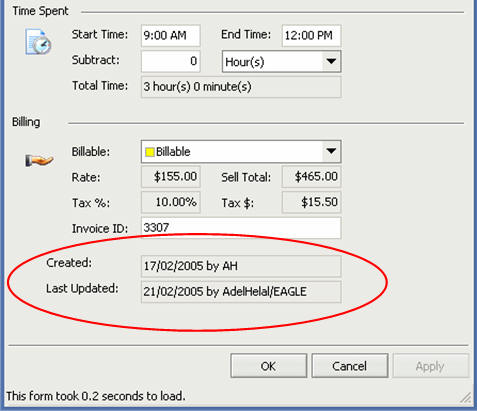 Time Spent
Start Time: 9:00 AM End Time: 12:00 PM
Subtract: 0 Hour(s)
Total Time: 3 hour(s) 0 minute(s)
Billing
Billable: Billable
Rate: $155.00 Sell Total: $465.00
Tax %: 10.00% Tax $: $15.50
Invoice ID: 3307
Created: 17/02/2005 by AH
Last Updated: 21/02/2005 by AdelHelal/EAGLE
OK Cancel Apply
This form took 0.2 seconds to load.